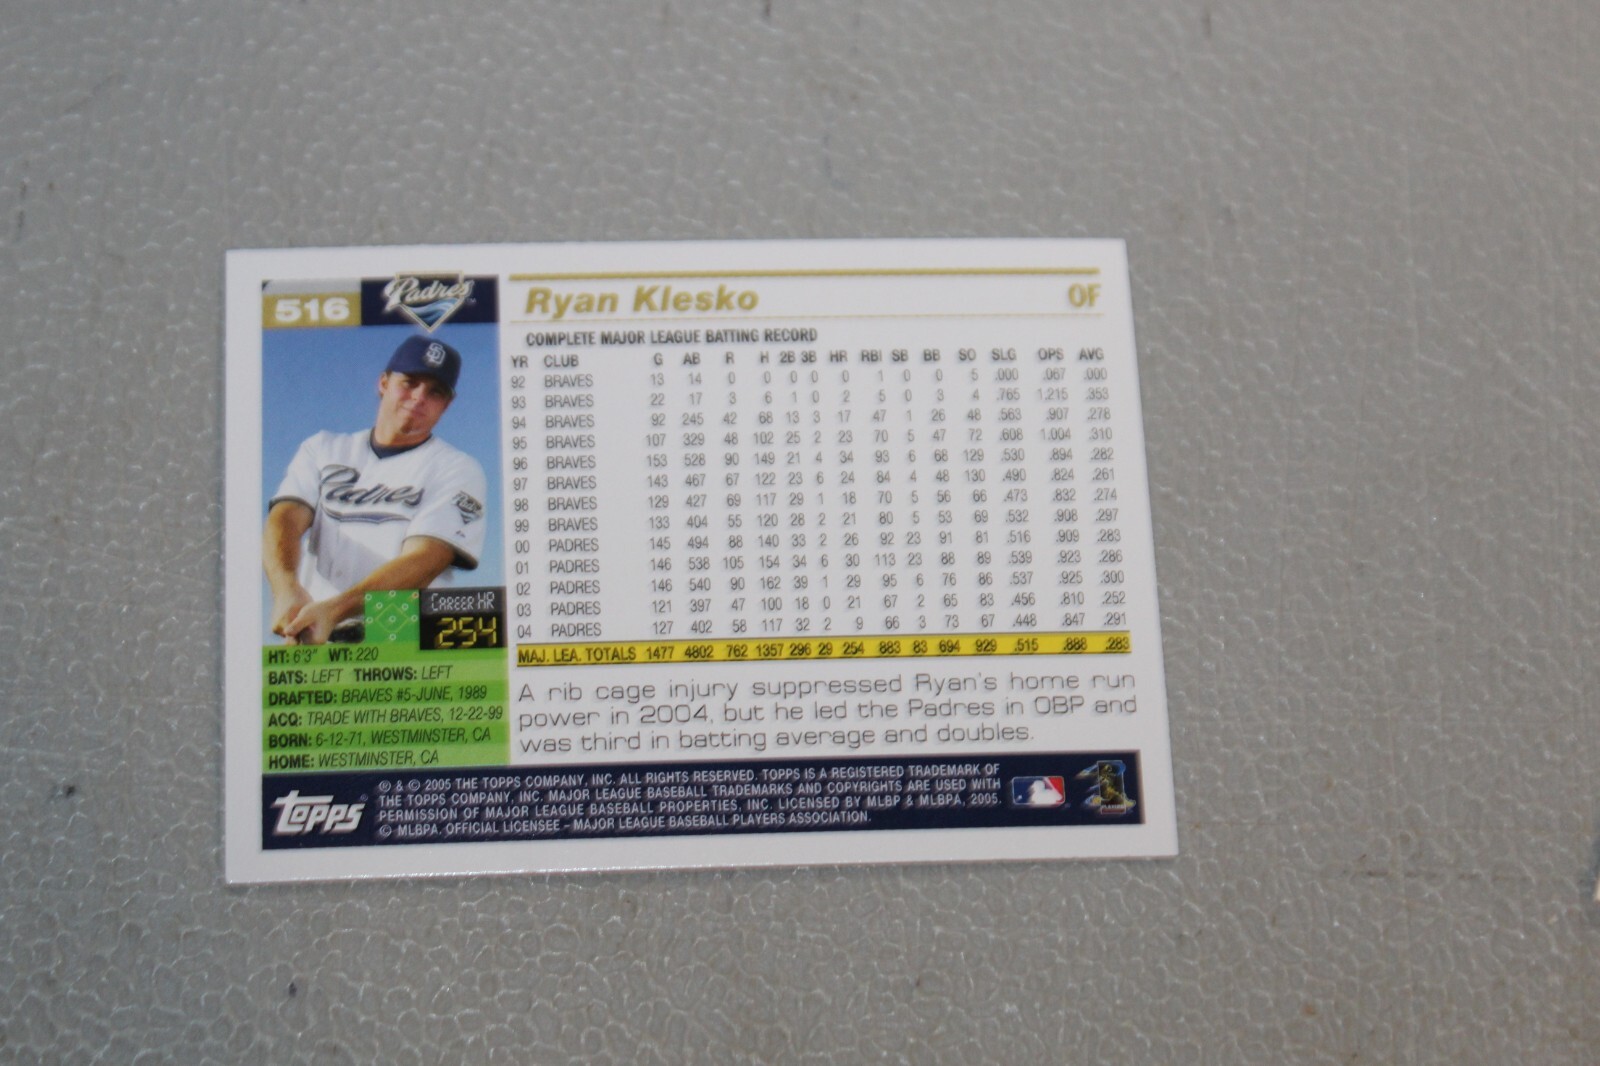 516
Padres
Ryan Klesko OF
COMPLETE MAJOR LEAGUE BATTING RECORD
YR CLUB G AB R H 2B 3B HR RBI SB BB SO SLG OPS AVG
92 BRAVES 13 14 0 0 0 0 0 1 0 0 5 .000 .067 .000
93 BRAVES 22 17 3 6 1 0 2 5 0 3 4 .765 1.215 .353
94 BRAVES 92 245 42 68 13 3 17 47 1 26 48 .563 .907 .278
95 BRAVES 107 329 48 102 25 2 23 70 5 47 72 .608 1.004 .310
96 BRAVES 153 528 90 149 21 4 34 93 6 68 129 .530 .894 .282
97 BRAVES 143 467 67 122 23 6 24 84 4 48 130 .490 .824 .261
98 BRAVES 129 427 69 117 29 1 18 70 5 56 66 .473 .832 .274
99 BRAVES 133 404 55 120 28 2 21 80 5 53 69 .532 .908 .297
00 PADRES 145 494 88 140 33 2 26 92 23 91 81 .516 .909 .283
01 PADRES 146 538 105 154 34 6 30 113 23 88 89 .539 .923 .286
02 PADRES 146 540 90 162 39 1 29 95 6 76 86 .537 .925 .300
03 PADRES 121 397 47 100 18 0 21 67 2 65 83 .456 .810 .252
04 PADRES 127 402 58 117 32 2 9 66 3 73 67 .448 .847 .291
MAJ. LEA. TOTALS 1477 4802 762 1357 296 29 254 883 83 694 929 .515 .886 .283
SD
Padres
CAREER HR
254
HT: 6'3" WT: 220
BATS: LEFT THROWS: LEFT
DRAFTED: BRAVES #5-JUNE, 1989
ACQ: TRADE WITH BRAVES, 12-22-99
BORN: 6-12-71, WESTMINSTER, CA
HOME: WESTMINSTER, CA
A rib cage injury suppressed Ryan's home run
power in 2004, but he led the Padres in OBP and
was third in batting average and doubles.
Topps
® & © 2005 THE TOPPS COMPANY, INC. ALL RIGHTS RESERVED. TOPPS IS A REGISTERED TRADEMARK OF
THE TOPPS COMPANY, INC. MAJOR LEAGUE BASEBALL TRADEMARKS AND COPYRIGHTS ARE USED WITH
PERMISSION OF MAJOR LEAGUE BASEBALL PROPERTIES, INC. LICENSED BY MLBP & MLBPA, 2005.
© MLBPA. OFFICIAL LICENSEE – MAJOR LEAGUE BASEBALL PLAYERS ASSOCIATION.